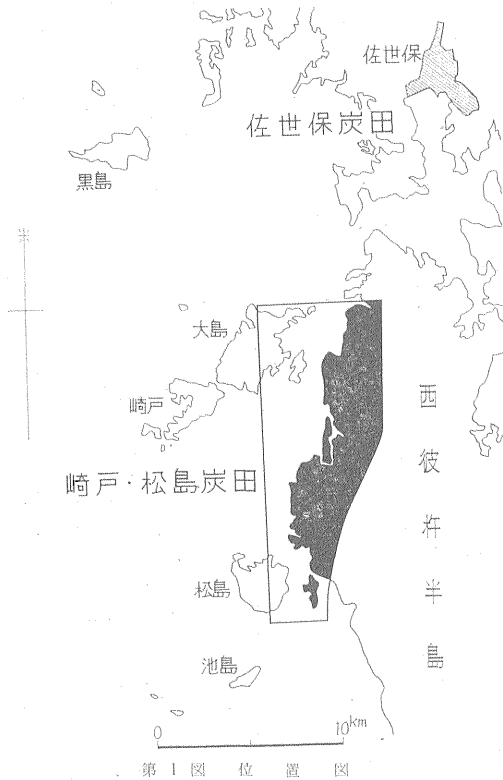 佐世保
佐世保炭田
黒島
大島
崎戸
崎戸・松島炭田
西彼杵半島
松島
池島
0 10km
第1図 位置図